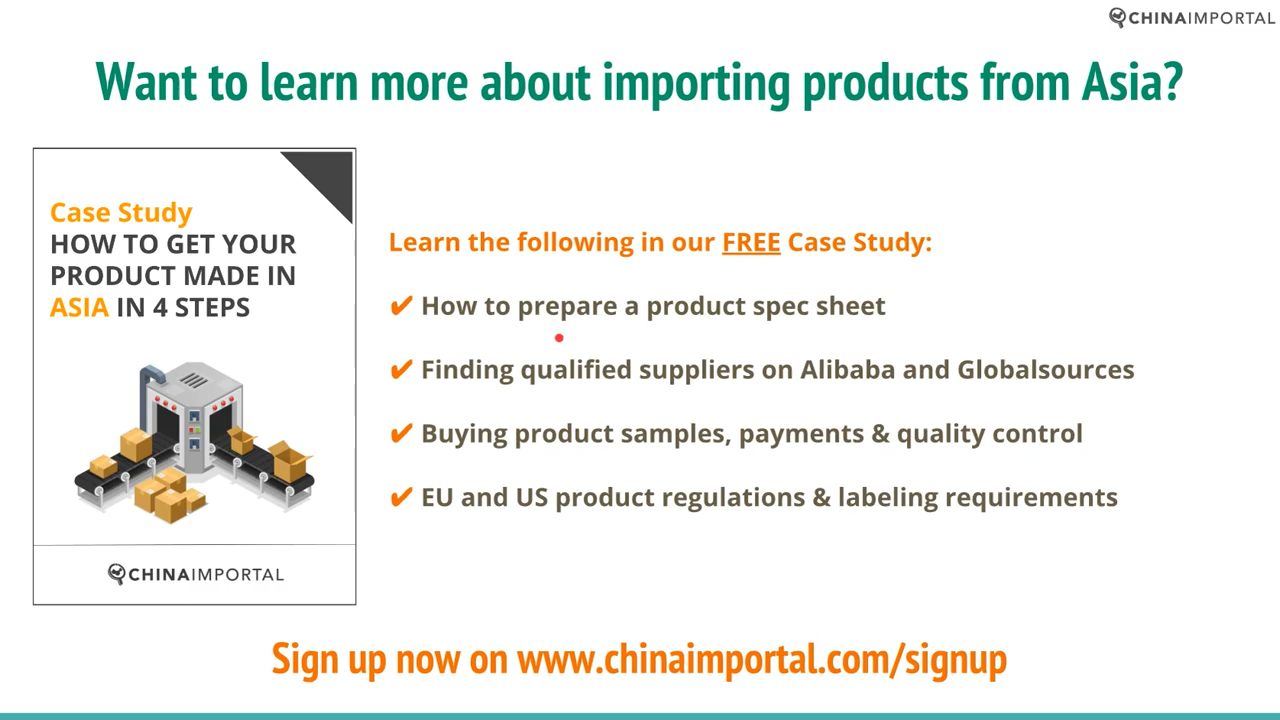 CHINAIMPORTAL
Want to learn more about importing products from Asia?
Case Study
HOW TO GET YOUR
PRODUCT MADE IN
ASIA IN 4 STEPS
CHINAIMPORTAL
Learn the following in our FREE Case Study:
✔ How to prepare a product spec sheet
✔ Finding qualified suppliers on Alibaba and Globalsources
✔ Buying product samples, payments & quality control
✔ EU and US product regulations & labeling requirements
Sign up now on www.chinaimportal.com/signup